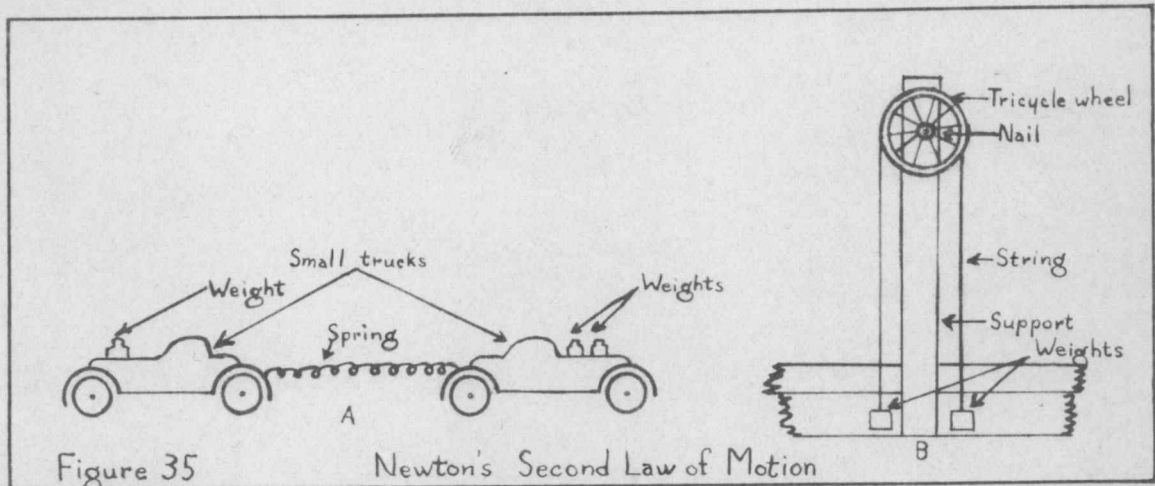 Tricycle wheel
Nail
Small trucks
Weight
Weights
String
Spring
Support
Weights
A
B
Figure 35
Newton's Second Law of Motion